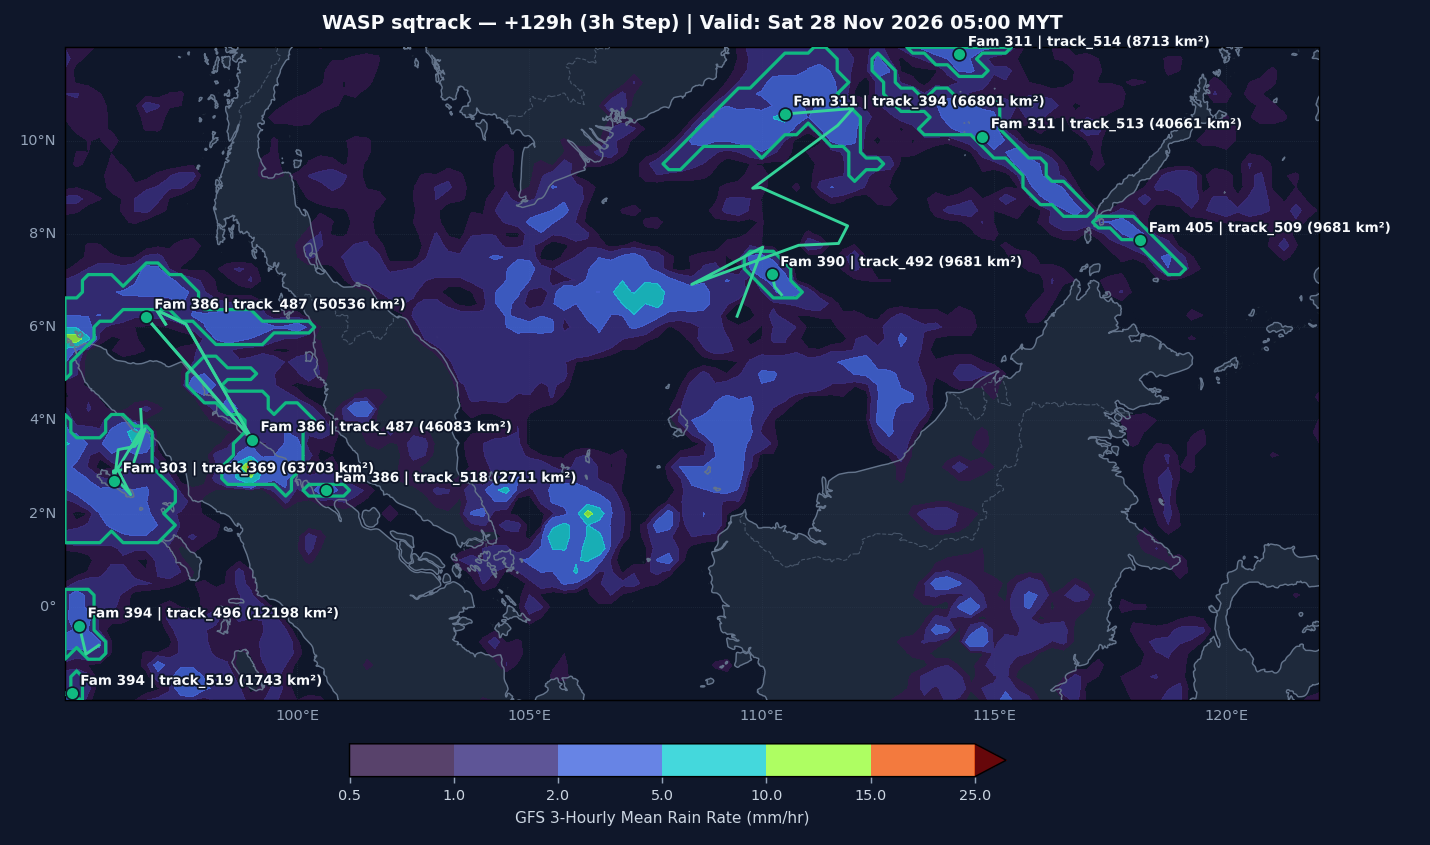 WASP sqtrack — +129h (3h Step) | Valid: Sat 28 Nov 2026 05:00 MYT
Fam 311 | track_514 (8713 km²)
Fam 311 | track_394 (66801 km²)
Fam 311 | track_513 (40661 km²)
10°N
Fam 405 | track_509 (9681 km²)
8°N
Fam 390 | track_492 (9681 km²)
Fam 386 | track_487 (50536 km²)
6°N
4°N
Fam 386 | track_487 (46083 km²)
Fam 303 | track_369 (63703 km²)
Fam 386 | track_518 (2711 km²)
2°N
0°
Fam 394 | track_496 (12198 km²)
Fam 394 | track_519 (1743 km²)
100°E 105°E 110°E 115°E 120°E
0.5 1.0 2.0 5.0 10.0 15.0 25.0
GFS 3-Hourly Mean Rain Rate (mm/hr)